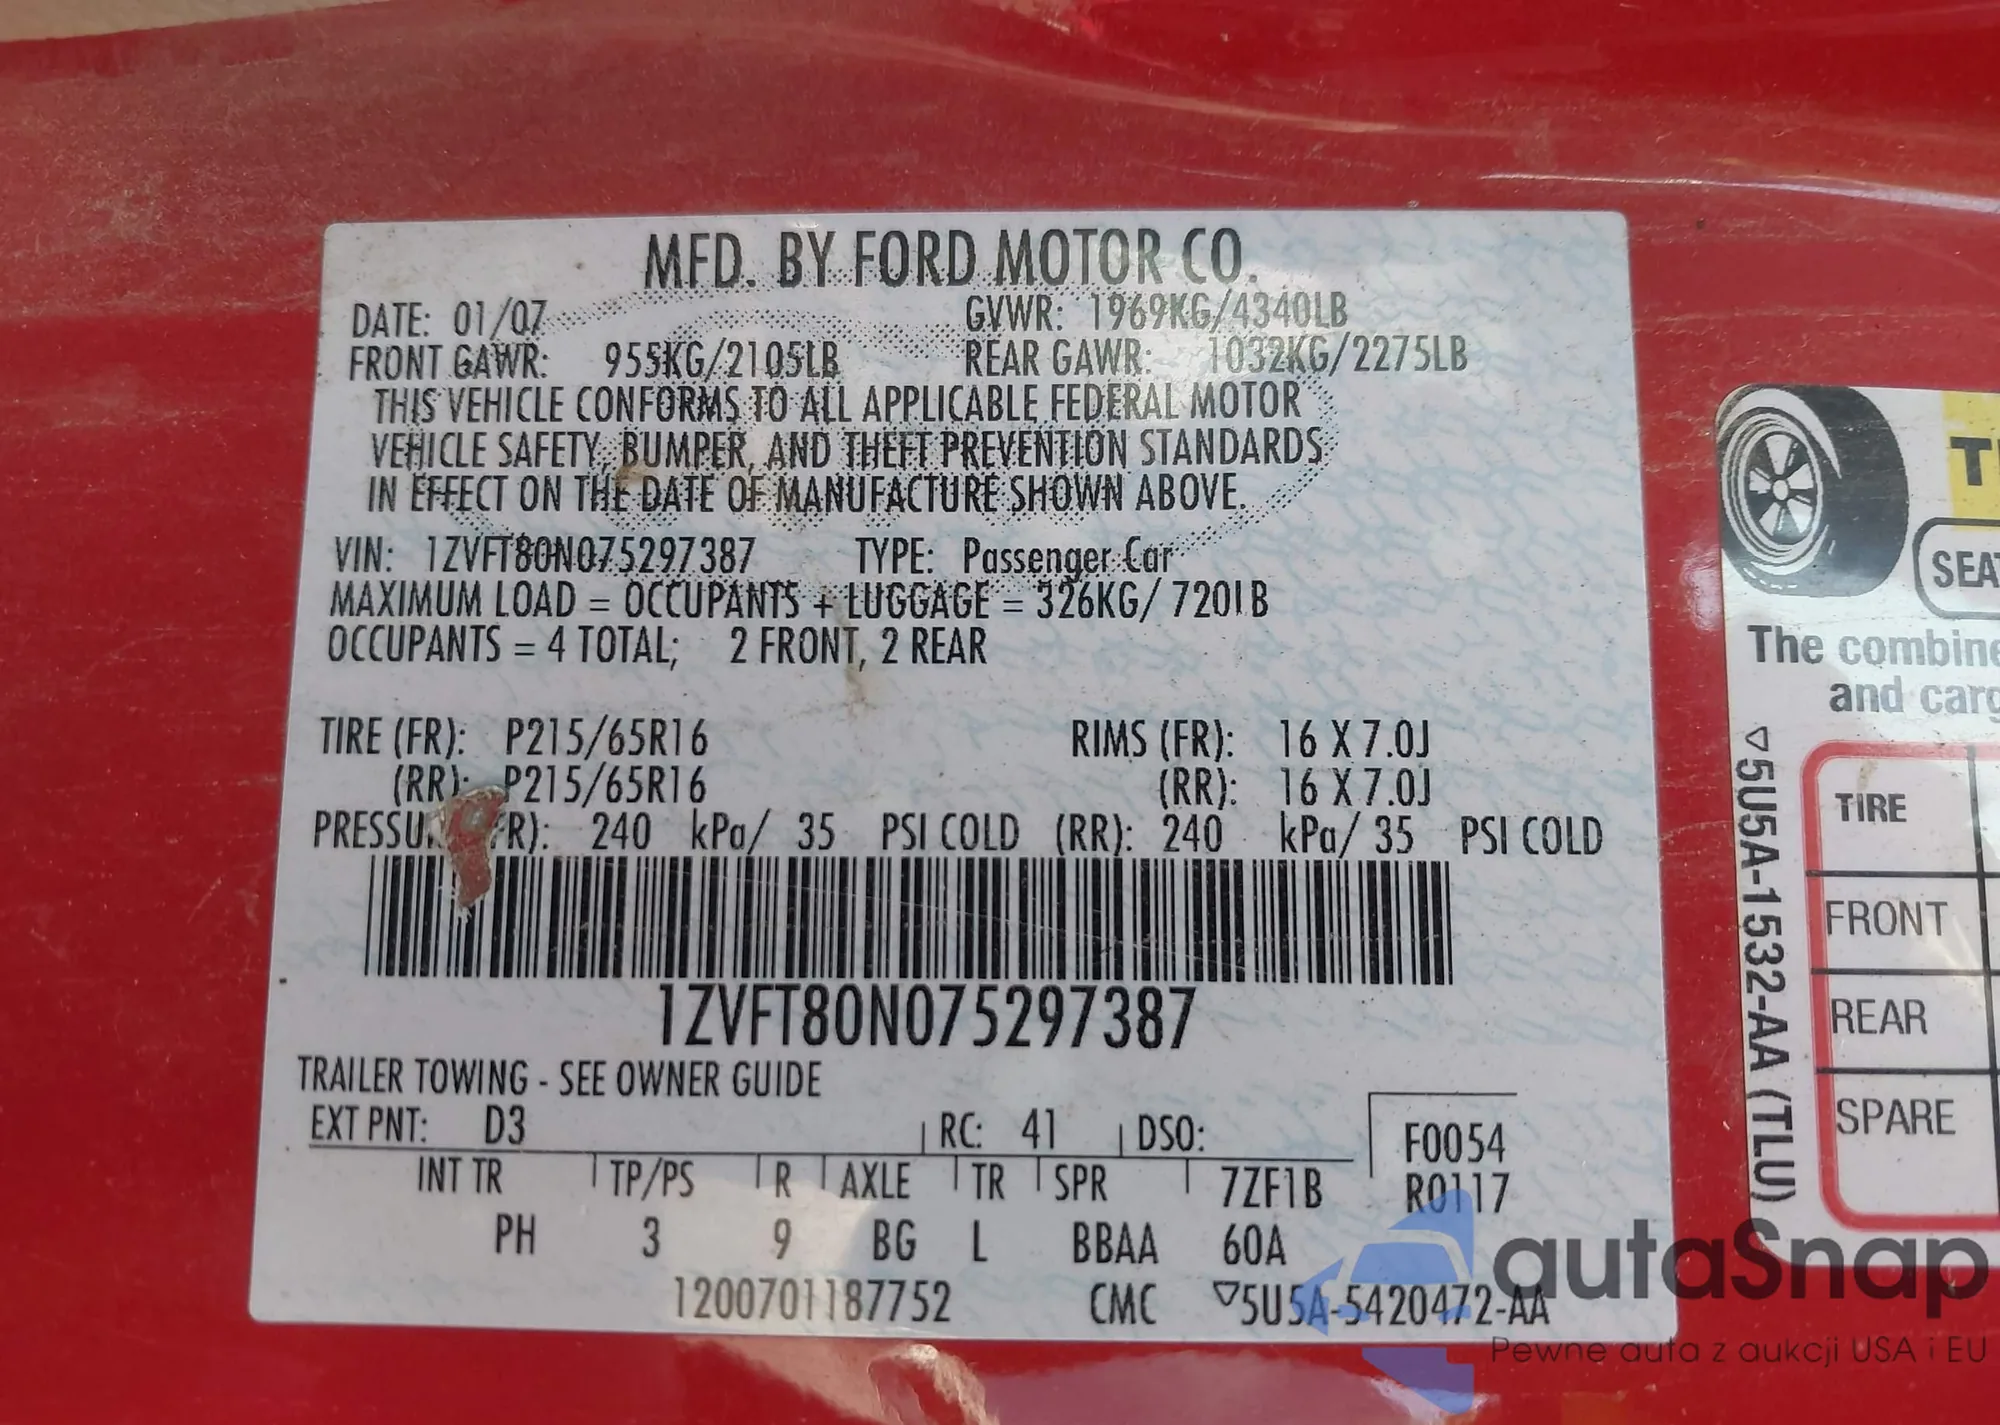 MFD. BY FORD MOTOR CO.
DATE: 01/07 GVWR: 1969KG/4340LB
FRONT GAWR: 955KG/2105LB REAR GAWR: 1032KG/2275LB
THIS VEHICLE CONFORMS TO ALL APPLICABLE FEDERAL MOTOR
VEHICLE SAFETY, BUMPER, AND THEFT PREVENTION STANDARDS
IN EFFECT ON THE DATE OF MANUFACTURE SHOWN ABOVE.
VIN: 1ZVFT80N075297387 TYPE: Passenger Car
MAXIMUM LOAD = OCCUPANTS + LUGGAGE = 326KG/ 720LB
OCCUPANTS = 4 TOTAL; 2 FRONT, 2 REAR
TIRE (FR): P215/65R16 RIMS (FR): 16 X 7.0J
(RR): P215/65R16 (RR): 16 X 7.0J
(FR): 240 kPa/ 35 PSI COLD (RR): 240 kPa/ 35 PSI COLD
1ZVFT80N075297387
TRAILER TOWING - SEE OWNER GUIDE
EXT PNT: D3 RC: 41 DSO: F0054
INT TR TP/PS R AXLE TR SPR 7ZF1B R0117
PH 3 9 BG L BBAA 60A
1200701187752 CMC ▽5U5A-5420472-AA
The
and
▽5U5A-1532-AA (TLU)
TIRE
FRONT
REAR
SPARE
autaSnap
Pewne auta z aukcji USA i EU